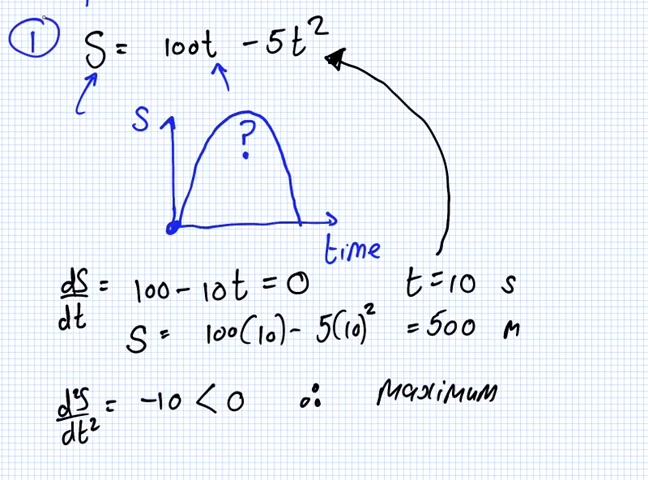 ① S = 100t - 5t²
S
?
time
dS/dt = 100 - 10t = 0 t = 10 s
S = 100(10) - 5(10)² = 500 m
d²S/dt² = -10 < 0 ∴ MAXIMUM